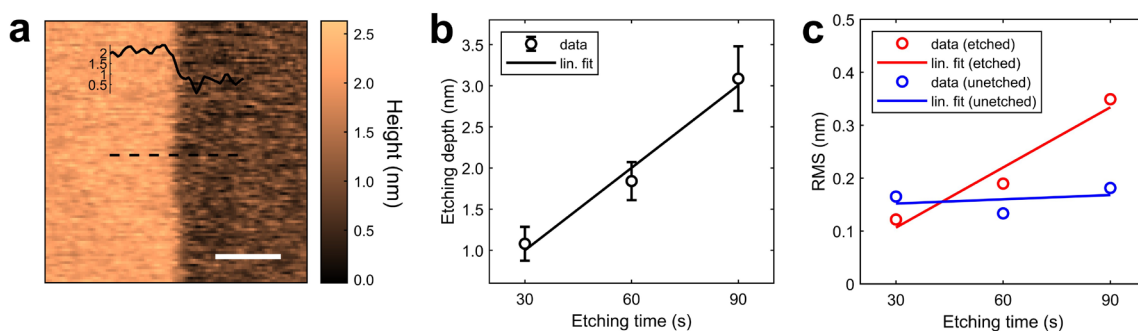 a
2
1.5
1
0.5
2.5
2.0
1.5
1.0
0.5
0.0
Height (nm)
b
data
lin. fit
3.5
3.0
2.5
2.0
1.5
1.0
Etching depth (nm)
30 60 90
Etching time (s)
c
data (etched)
lin. fit (etched)
data (unetched)
lin. fit (unetched)
0.5
0.4
0.3
0.2
0.1
0
RMS (nm)
30 60 90
Etching time (s)